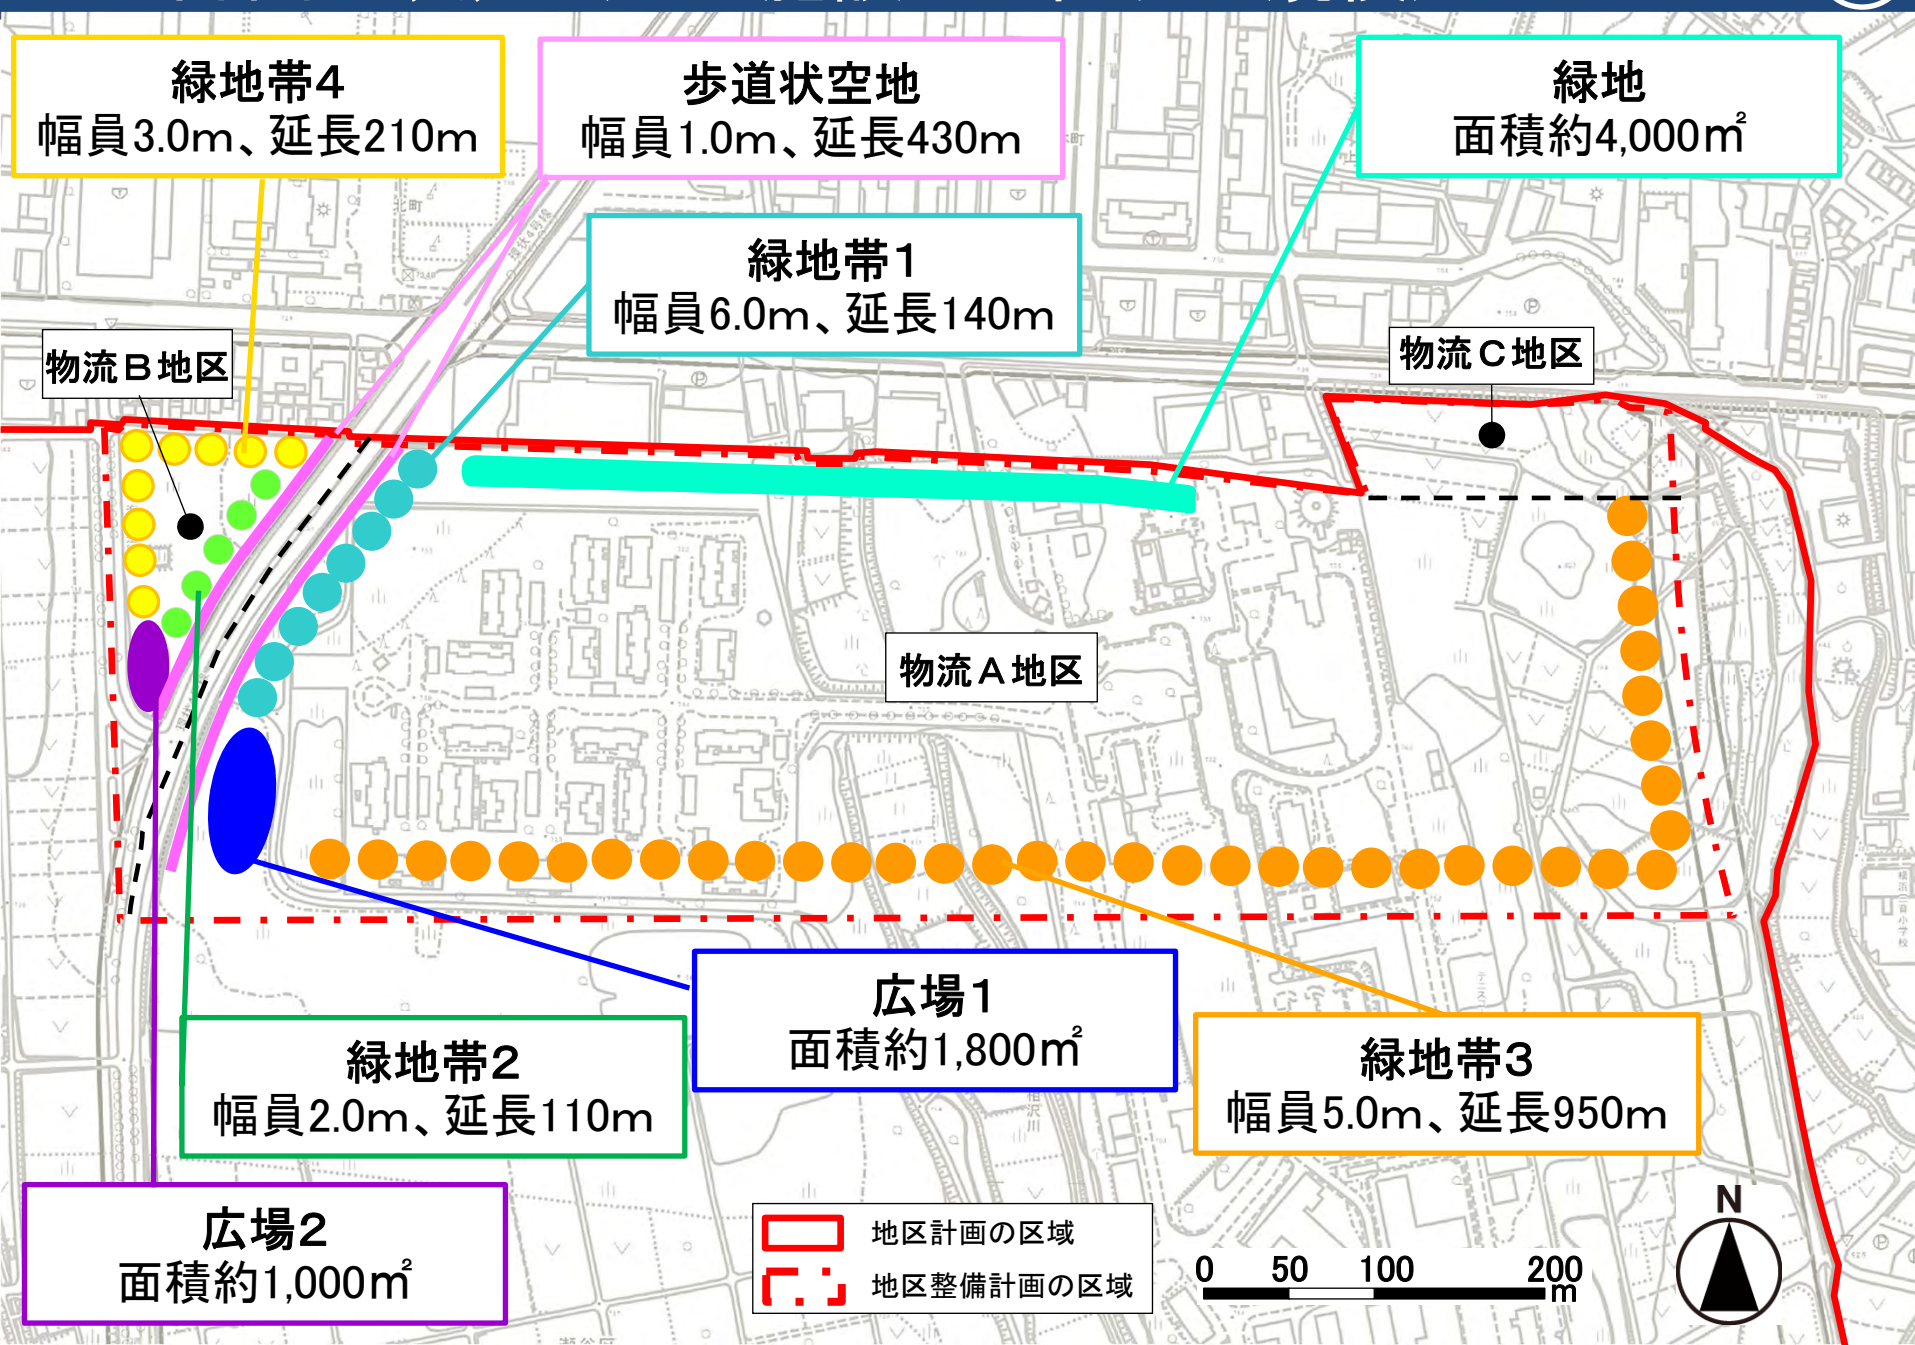 緑地帯4
幅員3.0m、延長210m
歩道状空地
幅員1.0m、延長430m
緑地
面積約4,000㎡
緑地帯1
幅員6.0m、延長140m
物流B地区
物流C地区
物流A地区
広場1
面積約1,800㎡
緑地帯2
幅員2.0m、延長110m
緑地帯3
幅員5.0m、延長950m
広場2
面積約1,000㎡
地区計画の区域
地区整備計画の区域
0 50 100 200
m
N
相沢川